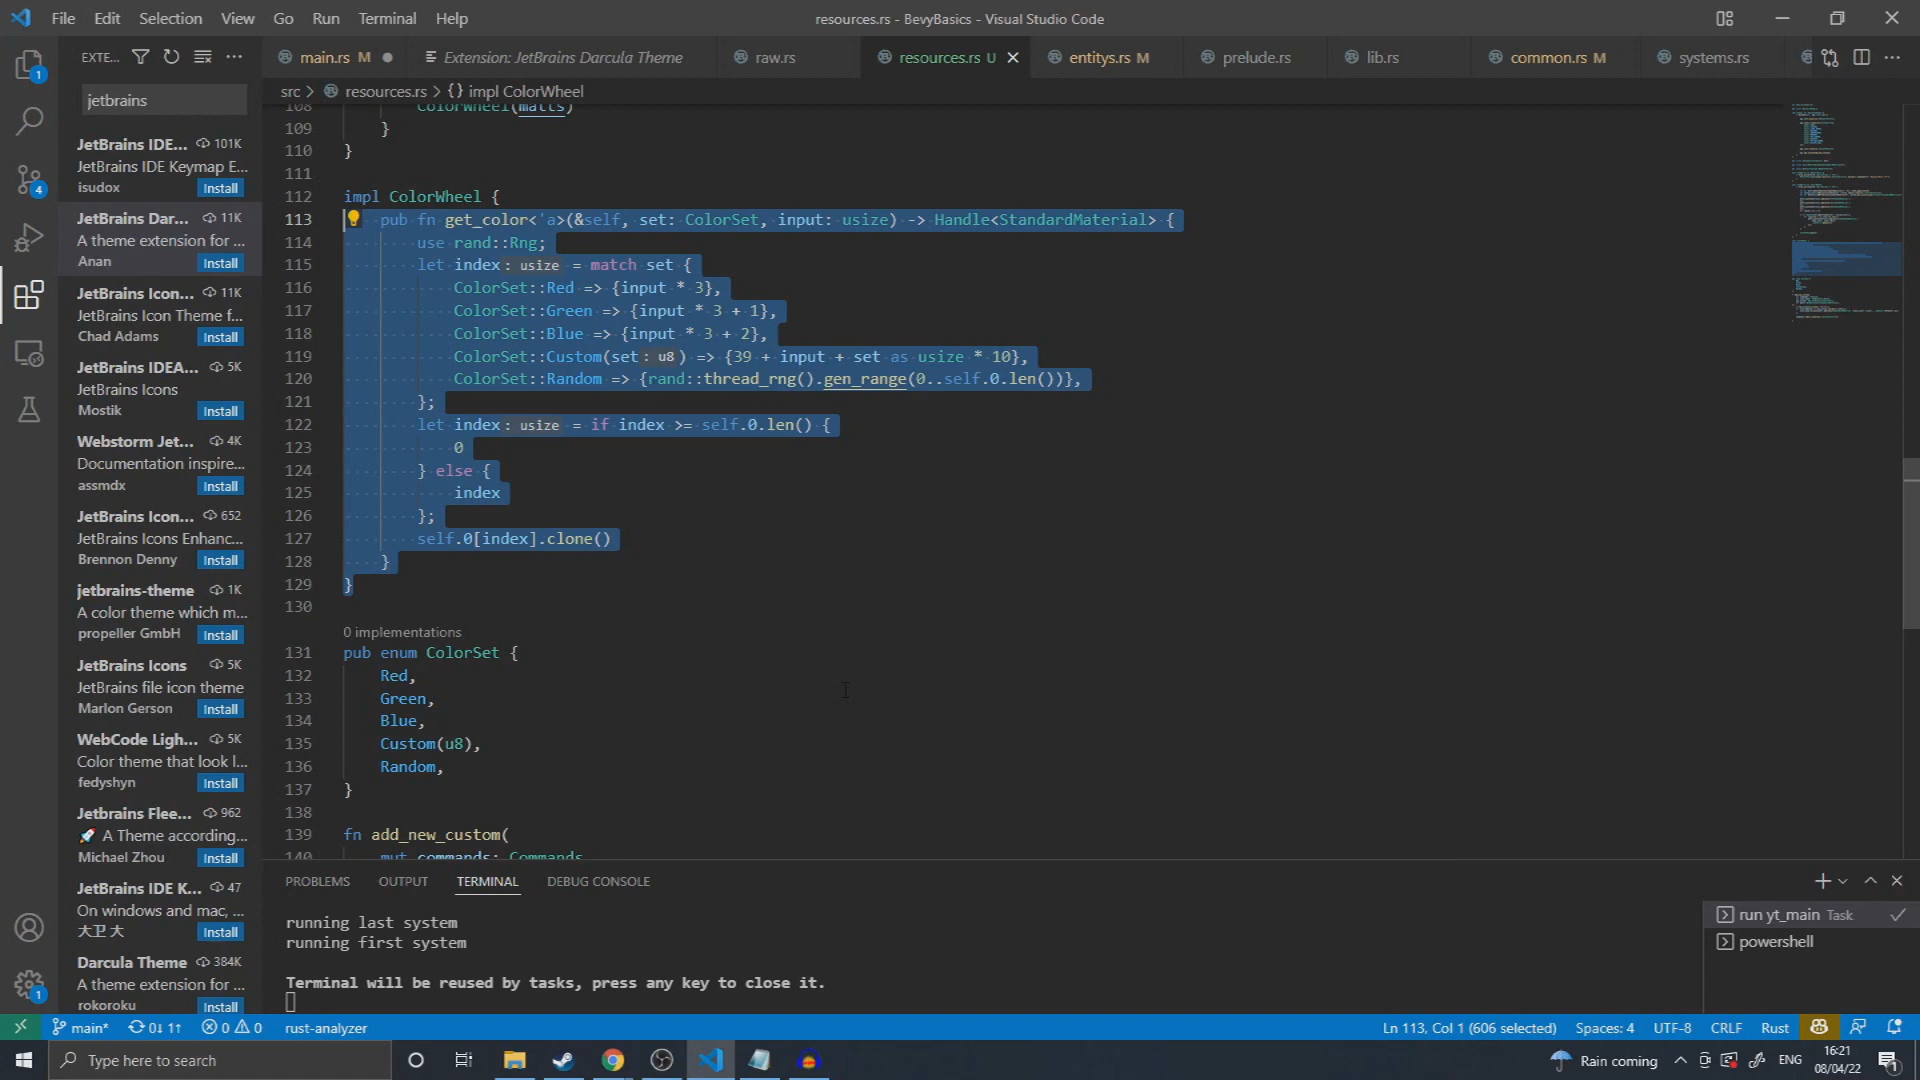 File Edit Selection View Go Run Terminal Help
resources.rs - BevyBasics - Visual Studio Code
EXTE...
main.rs M
Extension: JetBrains Darcula Theme
raw.rs
resources.rs U
entitys.rs M
prelude.rs
lib.rs
common.rs M
systems.rs
jetbrains
src > resources.rs > {} impl ColorWheel
JetBrains IDE... 101K
JetBrains IDE Keymap E...
isudox Install
JetBrains Dar... 11K
A theme extension for ...
Anan Install
JetBrains Icon... 11K
JetBrains Icon Theme f...
Chad Adams Install
JetBrains IDEA... 5K
JetBrains Icons
Mostik Install
Webstorm Jet... 4K
Documentation inspire...
assmdx Install
JetBrains Icon... 652
JetBrains Icons Enhanc...
Brennon Denny Install
jetbrains-theme 1K
A color theme which m...
propeller GmbH Install
JetBrains Icons 5K
JetBrains file icon theme
Marlon Gerson Install
WebCode Ligh... 5K
Color theme that look l...
fedyshyn Install
Jetbrains Flee... 962
🚀 A Theme according...
Michael Zhou Install
JetBrains IDE K... 47
On windows and mac, ...
大卫 大 Install
Darcula Theme 384K
A theme extension for ...
rokoroku Install
108 ColorWheel(matts)
109 }
110 }
111
112 impl ColorWheel {
113 pub fn get_color<'a>(&self, set: ColorSet, input: usize) -> Handle<StandardMaterial> {
114 use rand::Rng;
115 let index: usize = match set {
116 ColorSet::Red => {input * 3},
117 ColorSet::Green => {input * 3 + 1},
118 ColorSet::Blue => {input * 3 + 2},
119 ColorSet::Custom(set: u8) => {39 + input + set as usize * 10},
120 ColorSet::Random => {rand::thread_rng().gen_range(0..self.0.len())},
121 };
122 let index: usize = if index >= self.0.len() {
123 0
124 } else {
125 index
126 };
127 self.0[index].clone()
128 }
129 }
130
0 implementations
131 pub enum ColorSet {
132 Red,
133 Green,
134 Blue,
135 Custom(u8),
136 Random,
137 }
138
139 fn add_new_custom(
140 mut commands: Commands
PROBLEMS OUTPUT TERMINAL DEBUG CONSOLE
running last system
running first system
Terminal will be reused by tasks, press any key to close it.
run yt_main Task
powershell
1
4
1
main* 0↓ 1↑ 0 0 rust-analyzer
Ln 113, Col 1 (606 selected) Spaces: 4 UTF-8 CRLF Rust
Type here to search
Rain coming
ENG
16:21
08/04/22
1